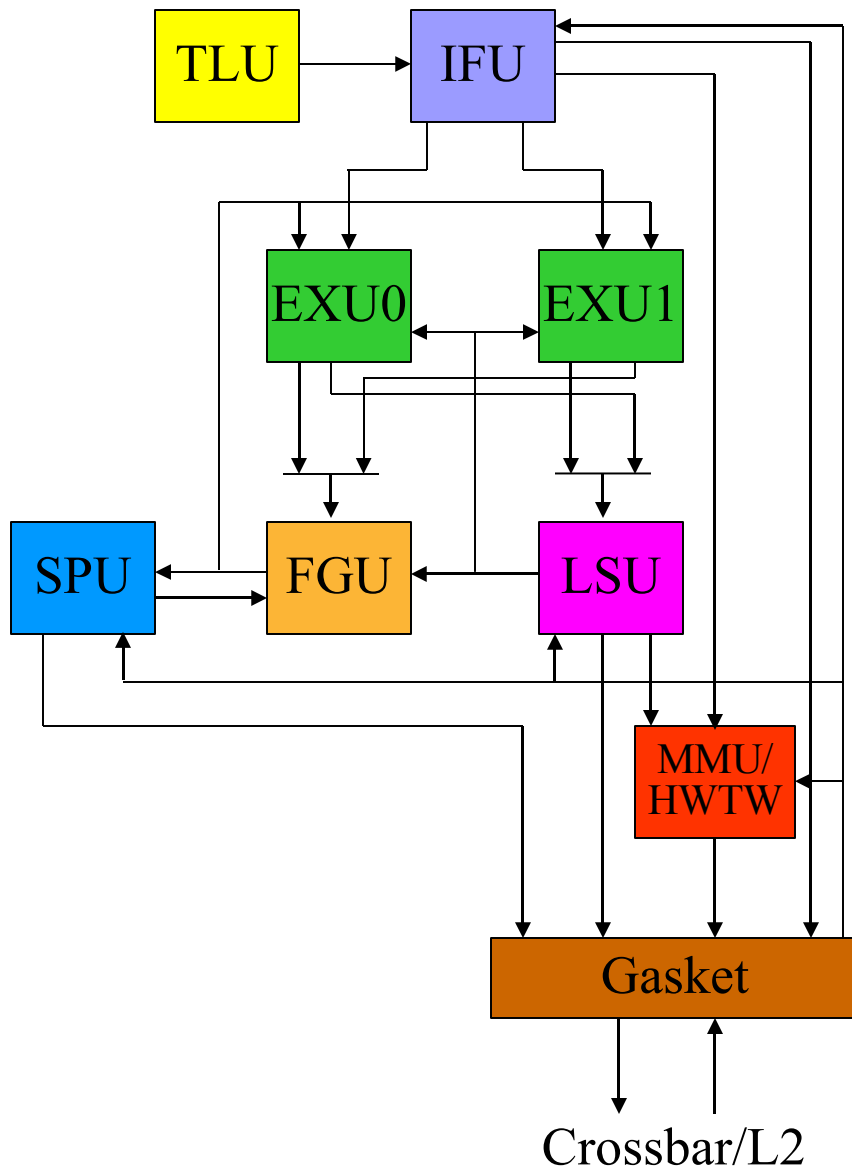 TLU
IFU
EXU0
EXU1
SPU
FGU
LSU
MMU/
HWTW
Gasket
Crossbar/L2